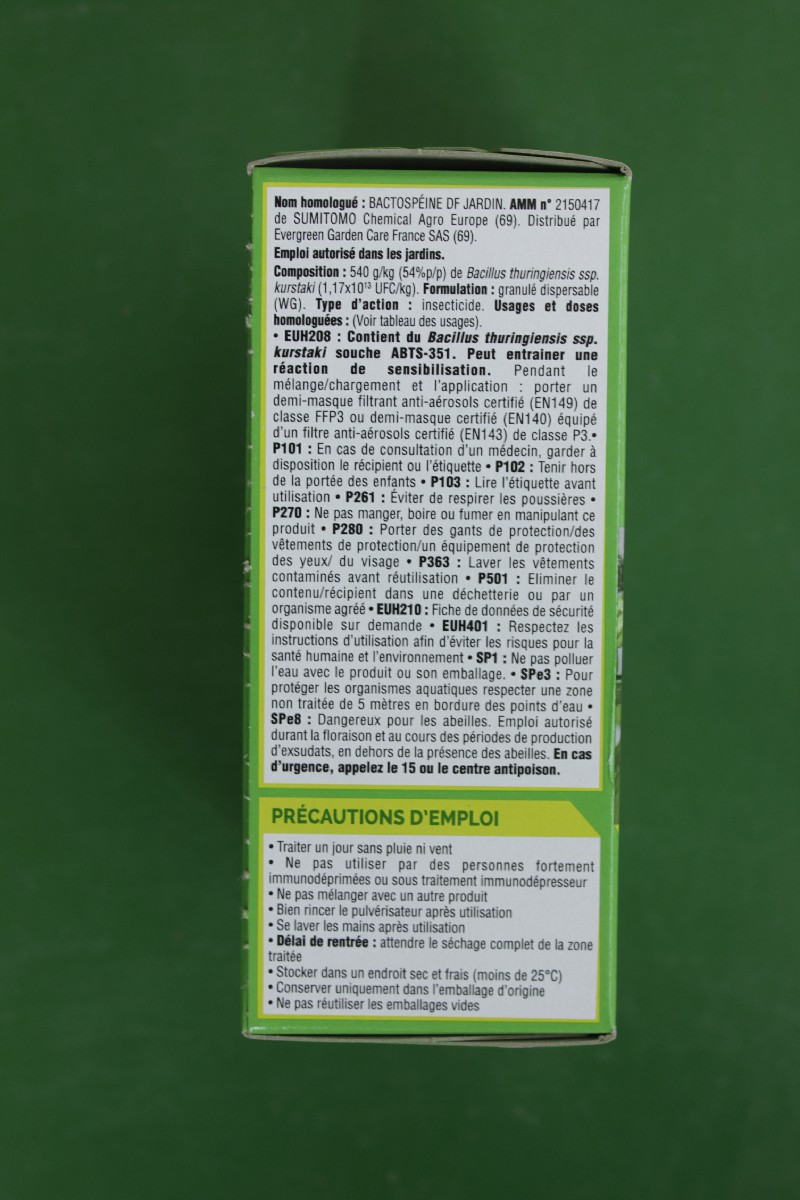 Nom homologué : BACTOSPÉINE DF JARDIN. AMM n° 2150417
de SUMITOMO Chemical Agro Europe (69). Distribué par
Evergreen Garden Care France SAS (69).
Emploi autorisé dans les jardins.
Composition : 540 g/kg (54%p/p) de Bacillus thuringiensis ssp.
kurstaki (1,17x10¹³ UFC/kg). Formulation : granulé dispersable
(WG). Type d'action : insecticide. Usages et doses
homologuées : (Voir tableau des usages).
• EUH208 : Contient du Bacillus thuringiensis ssp.
kurstaki souche ABTS-351. Peut entrainer une
réaction de sensibilisation. Pendant le
mélange/chargement et l'application : porter un
demi-masque filtrant anti-aérosols certifié (EN149) de
classe FFP3 ou demi-masque certifié (EN140) équipé
d'un filtre anti-aérosols certifié (EN143) de classe P3.•
P101 : En cas de consultation d'un médecin, garder à
disposition le récipient ou l'étiquette • P102 : Tenir hors
de la portée des enfants • P103 : Lire l'étiquette avant
utilisation • P261 : Éviter de respirer les poussières •
P270 : Ne pas manger, boire ou fumer en manipulant ce
produit • P280 : Porter des gants de protection/des
vêtements de protection/un équipement de protection
des yeux/ du visage • P363 : Laver les vêtements
contaminés avant réutilisation • P501 : Eliminer le
contenu/récipient dans une déchetterie ou par un
organisme agréé • EUH210 : Fiche de données de sécurité
disponible sur demande • EUH401 : Respectez les
instructions d'utilisation afin d'éviter les risques pour la
santé humaine et l'environnement • SP1 : Ne pas polluer
l'eau avec le produit ou son emballage. • SPe3 : Pour
protéger les organismes aquatiques respecter une zone
non traitée de 5 mètres en bordure des points d'eau •
SPe8 : Dangereux pour les abeilles. Emploi autorisé
durant la floraison et au cours des périodes de production
d'exsudats, en dehors de la présence des abeilles. En cas
d'urgence, appelez le 15 ou le centre antipoison.
PRÉCAUTIONS D'EMPLOI
• Traiter un jour sans pluie ni vent
• Ne pas utiliser par des personnes fortement
immunodéprimées ou sous traitement immunodépresseur
• Ne pas mélanger avec un autre produit
• Bien rincer le pulvérisateur après utilisation
• Se laver les mains après utilisation
• Délai de rentrée : attendre le séchage complet de la zone
traitée
• Stocker dans un endroit sec et frais (moins de 25°C)
• Conserver uniquement dans l'emballage d'origine
• Ne pas réutiliser les emballages vides